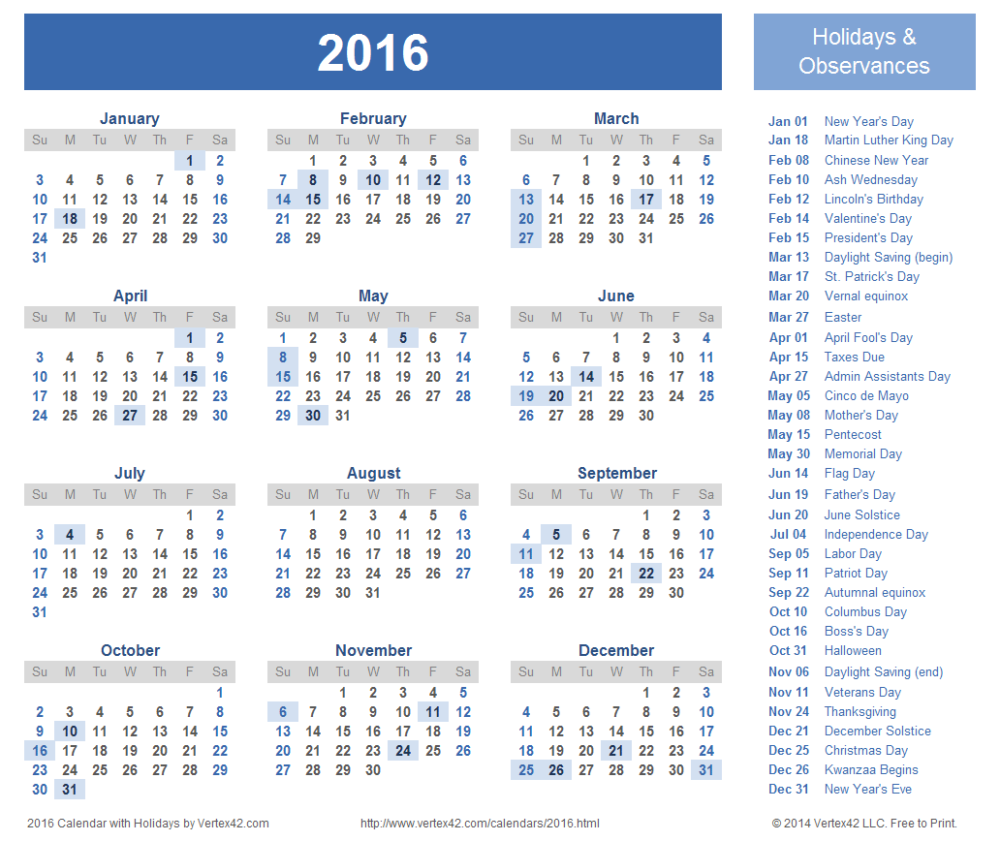 2016
January
Su M Tu W Th F Sa
1 2
3 4 5 6 7 8 9
10 11 12 13 14 15 16
17 18 19 20 21 22 23
24 25 26 27 28 29 30
31
February
Su M Tu W Th F Sa
1 2 3 4 5 6
7 8 9 10 11 12 13
14 15 16 17 18 19 20
21 22 23 24 25 26 27
28 29
March
Su M Tu W Th F Sa
1 2 3 4 5
6 7 8 9 10 11 12
13 14 15 16 17 18 19
20 21 22 23 24 25 26
27 28 29 30 31
April
Su M Tu W Th F Sa
1 2
3 4 5 6 7 8 9
10 11 12 13 14 15 16
17 18 19 20 21 22 23
24 25 26 27 28 29 30
May
Su M Tu W Th F Sa
1 2 3 4 5 6 7
8 9 10 11 12 13 14
15 16 17 18 19 20 21
22 23 24 25 26 27 28
29 30 31
June
Su M Tu W Th F Sa
1 2 3 4
5 6 7 8 9 10 11
12 13 14 15 16 17 18
19 20 21 22 23 24 25
26 27 28 29 30
July
Su M Tu W Th F Sa
1 2
3 4 5 6 7 8 9
10 11 12 13 14 15 16
17 18 19 20 21 22 23
24 25 26 27 28 29 30
31
August
Su M Tu W Th F Sa
1 2 3 4 5 6
7 8 9 10 11 12 13
14 15 16 17 18 19 20
21 22 23 24 25 26 27
28 29 30 31
September
Su M Tu W Th F Sa
1 2 3
4 5 6 7 8 9 10
11 12 13 14 15 16 17
18 19 20 21 22 23 24
25 26 27 28 29 30
October
Su M Tu W Th F Sa
1
2 3 4 5 6 7 8
9 10 11 12 13 14 15
16 17 18 19 20 21 22
23 24 25 26 27 28 29
30 31
November
Su M Tu W Th F Sa
1 2 3 4 5
6 7 8 9 10 11 12
13 14 15 16 17 18 19
20 21 22 23 24 25 26
27 28 29 30
December
Su M Tu W Th F Sa
1 2 3
4 5 6 7 8 9 10
11 12 13 14 15 16 17
18 19 20 21 22 23 24
25 26 27 28 29 30 31
Holidays &
Observances
Jan 01 New Year's Day
Jan 18 Martin Luther King Day
Feb 08 Chinese New Year
Feb 10 Ash Wednesday
Feb 12 Lincoln's Birthday
Feb 14 Valentine's Day
Feb 15 President's Day
Mar 13 Daylight Saving (begin)
Mar 17 St. Patrick's Day
Mar 20 Vernal equinox
Mar 27 Easter
Apr 01 April Fool's Day
Apr 15 Taxes Due
Apr 27 Admin Assistants Day
May 05 Cinco de Mayo
May 08 Mother's Day
May 15 Pentecost
May 30 Memorial Day
Jun 14 Flag Day
Jun 19 Father's Day
Jun 20 June Solstice
Jul 04 Independence Day
Sep 05 Labor Day
Sep 11 Patriot Day
Sep 22 Autumnal equinox
Oct 10 Columbus Day
Oct 16 Boss's Day
Oct 31 Halloween
Nov 06 Daylight Saving (end)
Nov 11 Veterans Day
Nov 24 Thanksgiving
Dec 21 December Solstice
Dec 25 Christmas Day
Dec 26 Kwanzaa Begins
Dec 31 New Year's Eve
2016 Calendar with Holidays by Vertex42.com
http://www.vertex42.com/calendars/2016.html
© 2014 Vertex42 LLC. Free to Print.